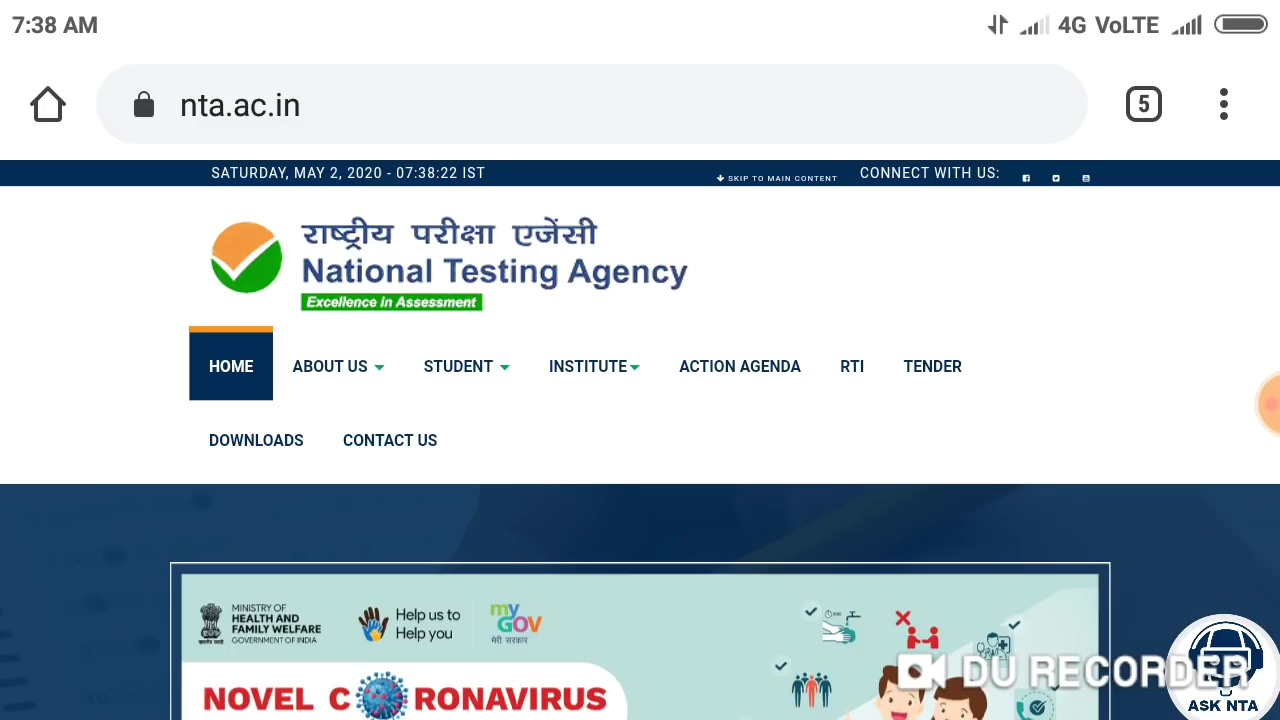 7:38 AM 4G VoLTE
nta.ac.in 5
SATURDAY, MAY 2, 2020 - 07:38:22 IST SKIP TO MAIN CONTENT CONNECT WITH US:
राष्ट्रीय परीक्षा एजेंसी
National Testing Agency
Excellence in Assessment
HOME ABOUT US STUDENT INSTITUTE ACTION AGENDA RTI TENDER
DOWNLOADS CONTACT US
MINISTRY OF
HEALTH AND
FAMILY WELFARE
GOVERNMENT OF INDIA
Help us to
Help you
my
GOV
मेरी सरकार
NOVEL C RONAVIRUS
DU RECORDER
ASK NTA